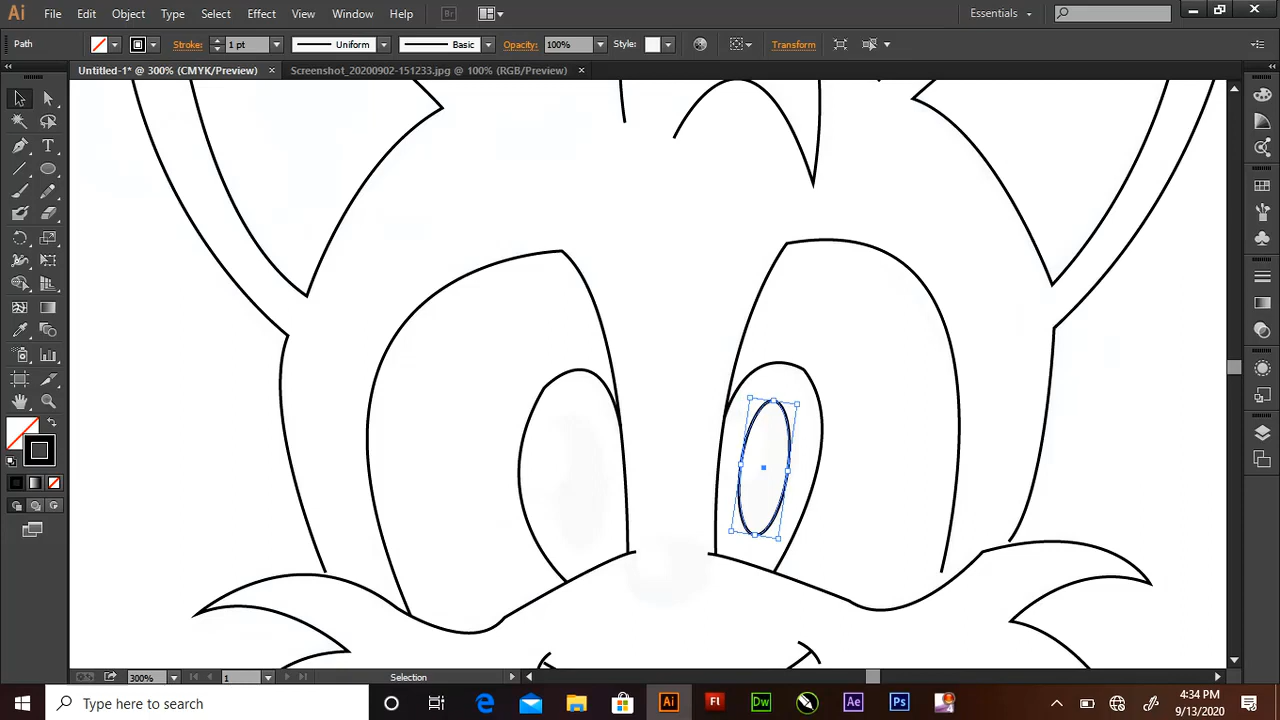 Ai File Edit Object Type Select Effect View Window Help Br Essentials
Path Stroke: 1 pt Uniform Basic Opacity: 100% Style: Transform
Untitled-1* @ 300% (CMYK/Preview) × Screenshot_20200902-151233.jpg @ 100% (RGB/Preview) ×
T
300% 1 Selection
Type here to search Ai Fl Dw Ae Ps 4:34 PM
9/13/2020